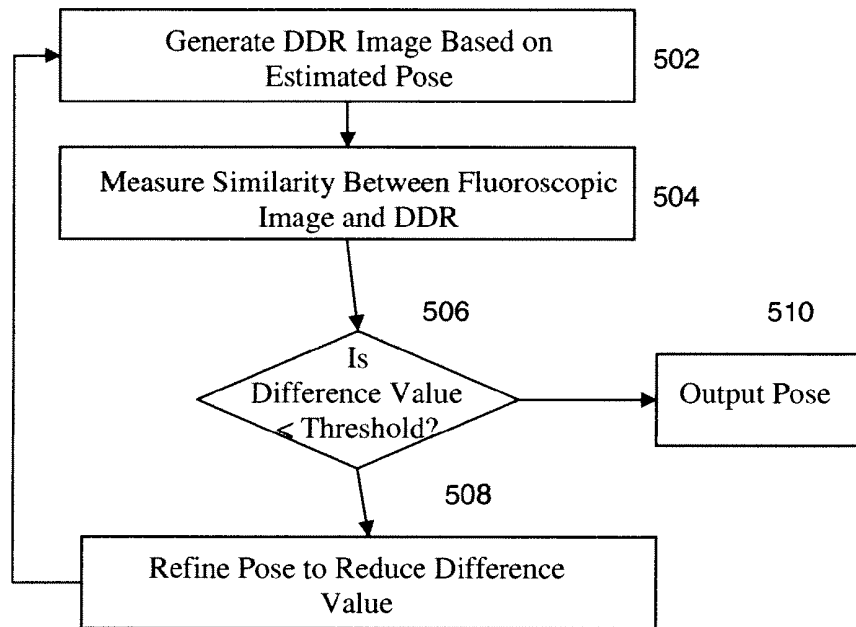 Generate DDR Image Based on
Estimated Pose
502
Measure Similarity Between Fluoroscopic
Image and DDR
504
506
Is
Difference Value
< Threshold?
510
Output Pose
508
Refine Pose to Reduce Difference
Value